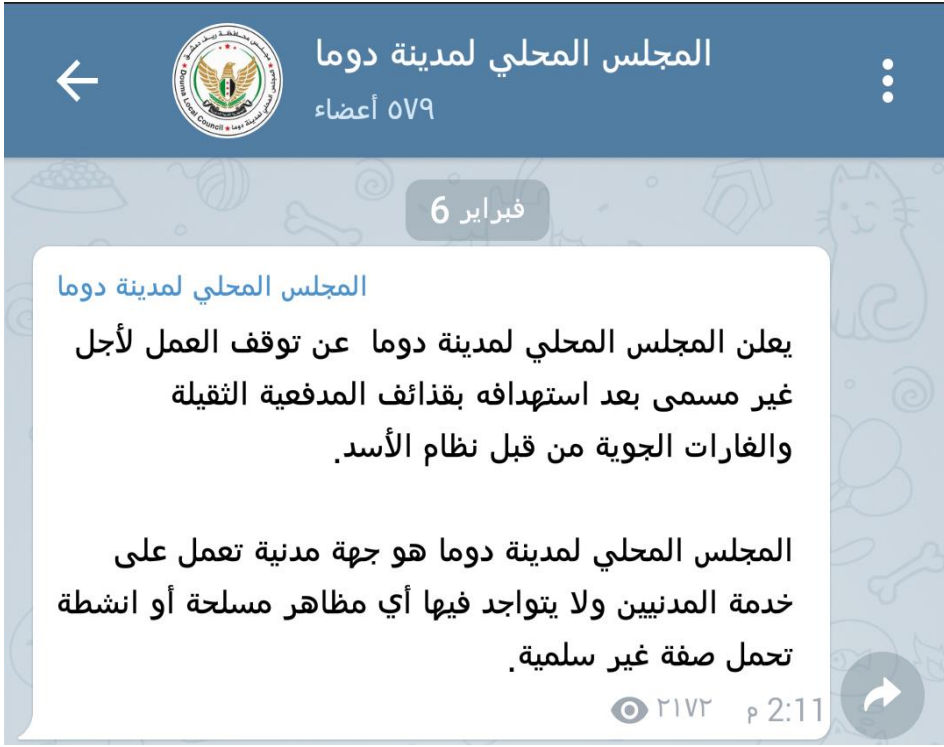 المجلس المحلي لمدينة دوما
٥٧٩ أعضاء
Douma Local Council
فبراير 6
المجلس المحلي لمدينة دوما
يعلن المجلس المحلي لمدينة دوما عن توقف العمل لأجل
غير مسمى بعد استهدافه بقذائف المدفعية الثقيلة
والغارات الجوية من قبل نظام الأسد.
المجلس المحلي لمدينة دوما هو جهة مدنية تعمل على
خدمة المدنيين ولا يتواجد فيها أي مظاهر مسلحة أو انشطة
تحمل صفة غير سلمية.
٢١٧٢ 2:11 م